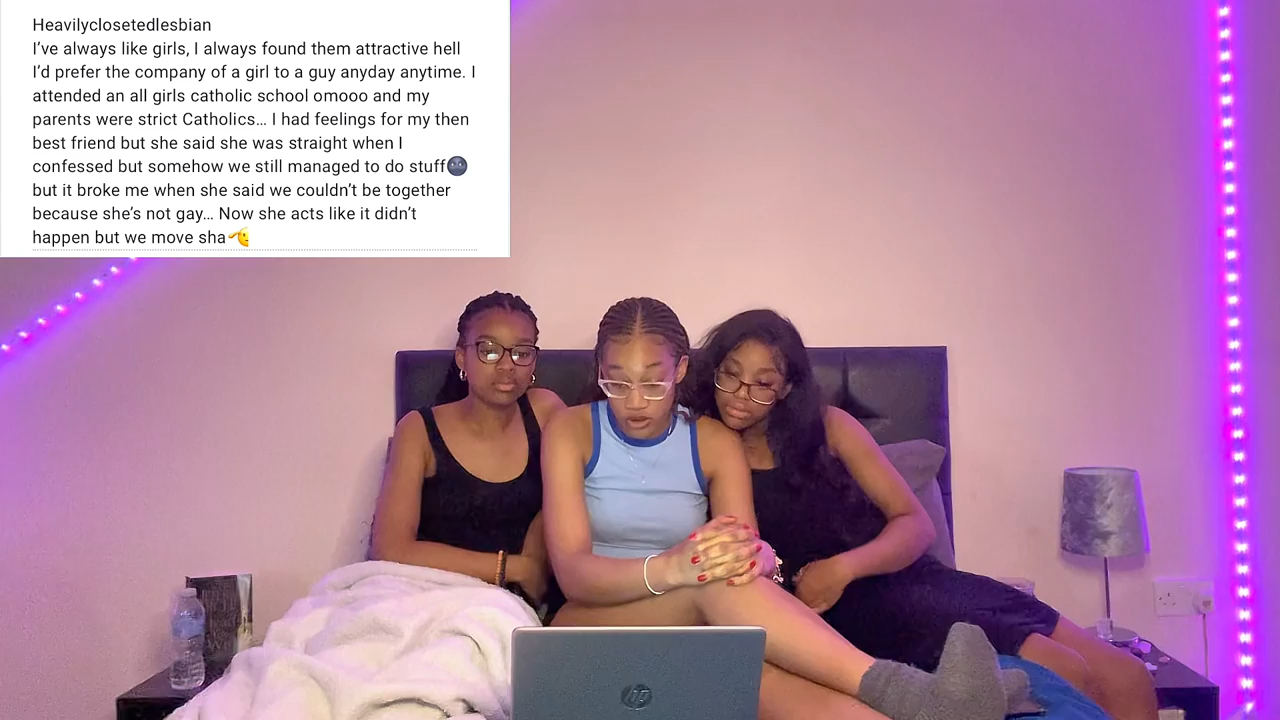 Heavilyclosetedlesbian
I’ve always like girls, I always found them attractive hell
I’d prefer the company of a girl to a guy anyday anytime. I
attended an all girls catholic school omooo and my
parents were strict Catholics… I had feelings for my then
best friend but she said she was straight when I
confessed but somehow we still managed to do stuff🌚
but it broke me when she said we couldn’t be together
because she’s not gay… Now she acts like it didn’t
happen but we move sha🫡
hp